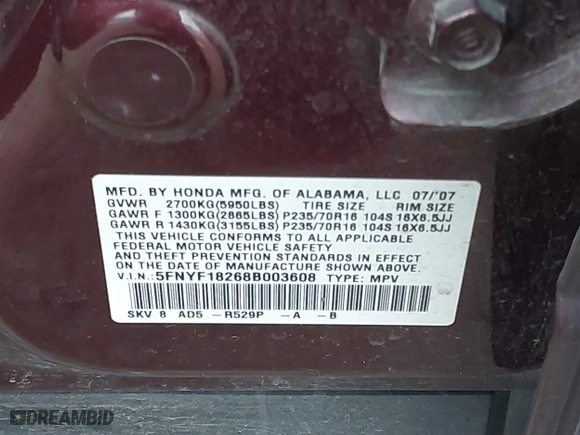 MFD. BY HONDA MFG. OF ALABAMA, LLC 07/'07
GVWR 2700KG(5950LBS) TIRE SIZE RIM SIZE
GAWR F 1300KG(2865LBS) P235/70R16 104S 16X6.5JJ
GAWR R 1430KG(3155LBS) P235/70R16 104S 16X6.5JJ
THIS VEHICLE CONFORMS TO ALL APPLICABLE
FEDERAL MOTOR VEHICLE SAFETY
AND THEFT PREVENTION STANDARDS IN EFFECT
ON THE DATE OF MANUFACTURE SHOWN ABOVE.
V.I.N.: 5FNYF18268B003608 TYPE: MPV
SKV 8 AD5 -R529P -A -B
DREAMBID